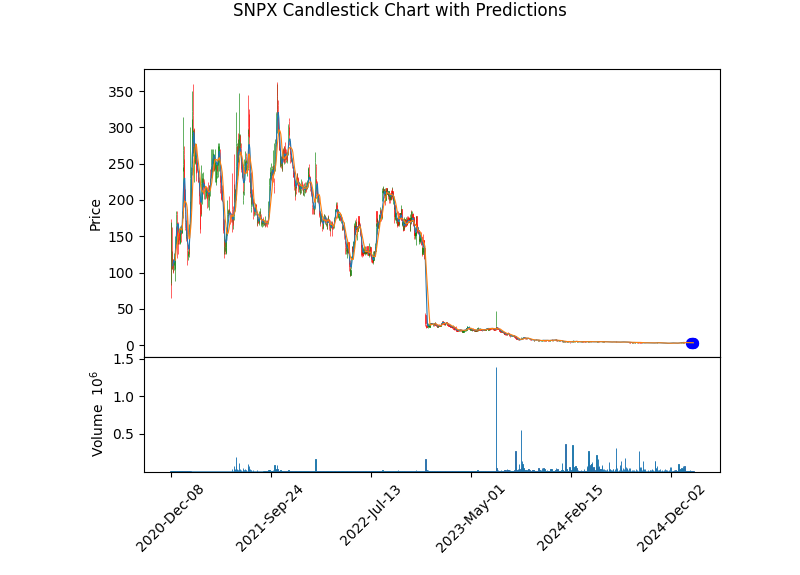 SNPX Candlestick Chart with Predictions
350
300
250
200
150
100
50
0
Price
1.5
1.0
0.5
Volume 10^6
2020-Dec-08
2021-Sep-24
2022-Jul-13
2023-May-01
2024-Feb-15
2024-Dec-02